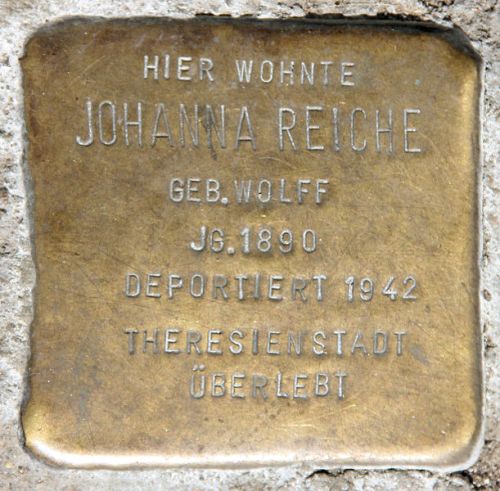 HIER WOHNTE
JOHANNA REICHE
GEB. WOLFF
JG. 1890
DEPORTIERT 1942
THERESIENSTADT
ÜBERLEBT